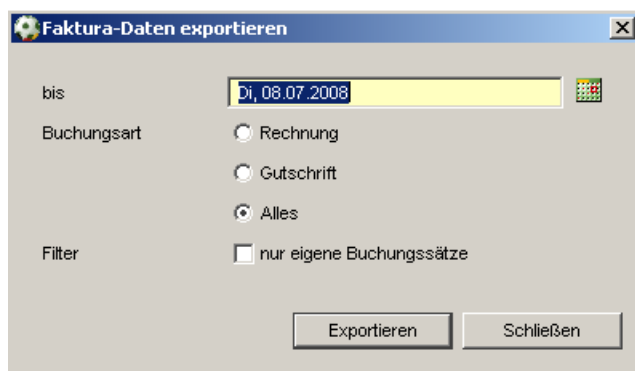 Faktura-Daten exportieren
bis Di, 08.07.2008
Buchungsart Rechnung
Gutschrift
Alles
Filter nur eigene Buchungssätze
Exportieren Schließen